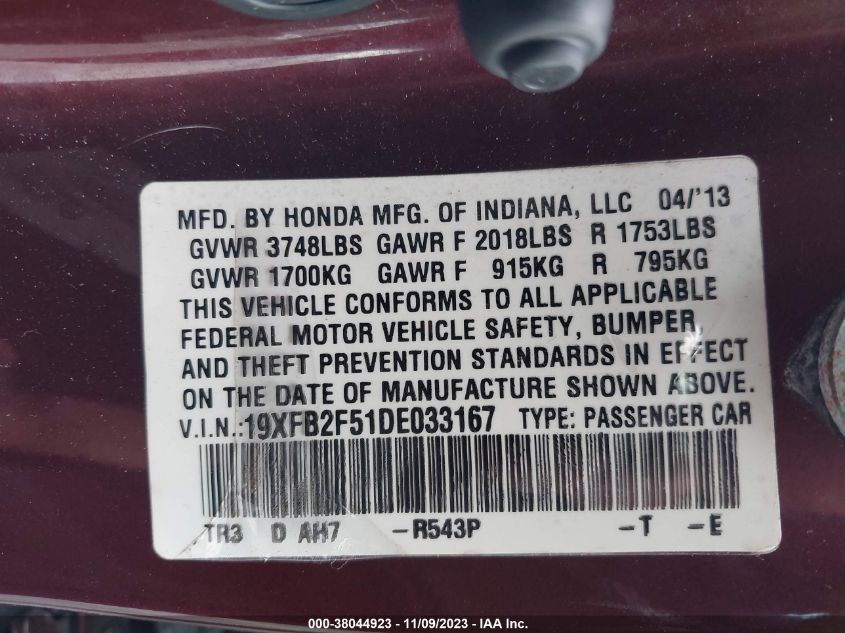 MFD. BY HONDA MFG. OF INDIANA, LLC 04/'13
GVWR 3748LBS GAWR F 2018LBS R 1753LBS
GVWR 1700KG GAWR F 915KG R 795KG
THIS VEHICLE CONFORMS TO ALL APPLICABLE
FEDERAL MOTOR VEHICLE SAFETY, BUMPER,
AND THEFT PREVENTION STANDARDS IN EFFECT
ON THE DATE OF MANUFACTURE SHOWN ABOVE.
V.I.N.:19XFB2F51DE033167 TYPE: PASSENGER CAR
TR3 D AH7 -R543P -T -E
000-38044923 - 11/09/2023 - IAA Inc.